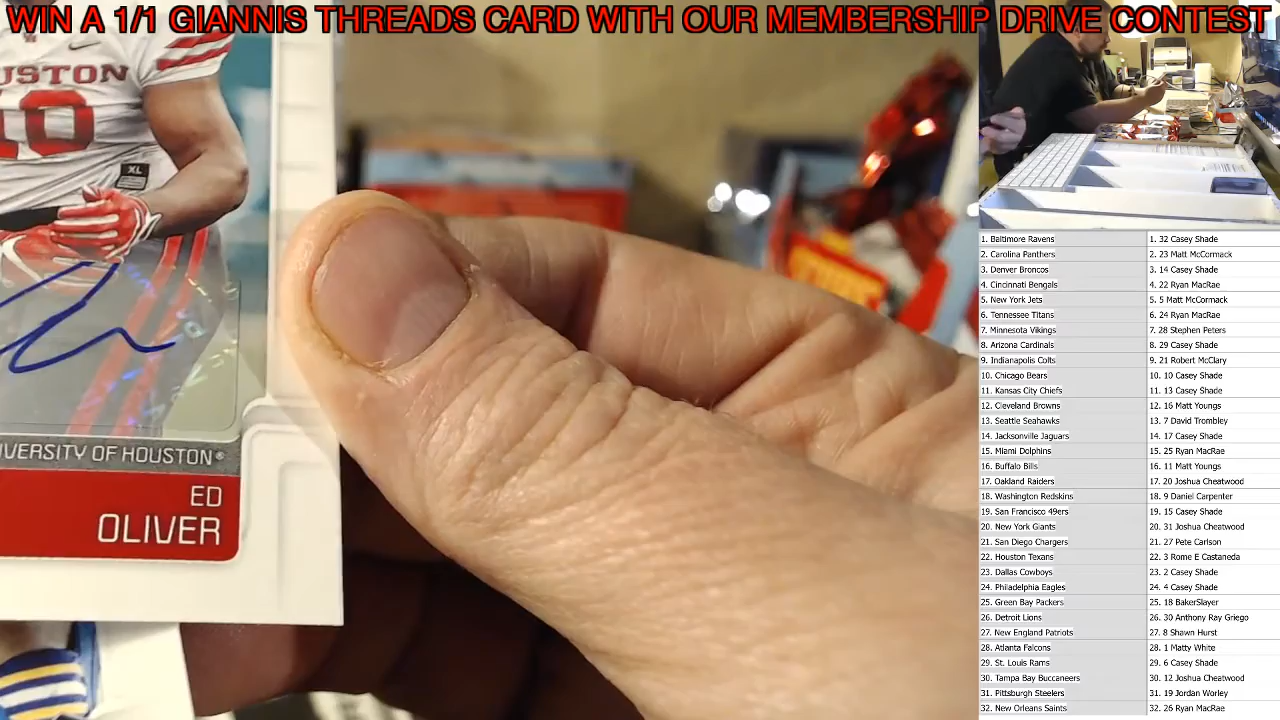 WIN A 1/1 GIANNIS THREADS CARD WITH OUR MEMBERSHIP DRIVE CONTEST
USTON
10
XL
VERSITY OF HOUSTON®
ED
OLIVER
1. Baltimore Ravens 1. 32 Casey Shade
2. Carolina Panthers 2. 23 Matt McCormack
3. Denver Broncos 3. 14 Casey Shade
4. Cincinnati Bengals 4. 22 Ryan MacRae
5. New York Jets 5. 5 Matt McCormack
6. Tennessee Titans 6. 24 Ryan MacRae
7. Minnesota Vikings 7. 28 Stephen Peters
8. Arizona Cardinals 8. 29 Casey Shade
9. Indianapolis Colts 9. 21 Robert McClary
10. Chicago Bears 10. 10 Casey Shade
11. Kansas City Chiefs 11. 13 Casey Shade
12. Cleveland Browns 12. 16 Matt Youngs
13. Seattle Seahawks 13. 7 David Trombley
14. Jacksonville Jaguars 14. 17 Casey Shade
15. Miami Dolphins 15. 25 Ryan MacRae
16. Buffalo Bills 16. 11 Matt Youngs
17. Oakland Raiders 17. 20 Joshua Cheatwood
18. Washington Redskins 18. 9 Daniel Carpenter
19. San Francisco 49ers 19. 15 Casey Shade
20. New York Giants 20. 31 Joshua Cheatwood
21. San Diego Chargers 21. 27 Pete Carlson
22. Houston Texans 22. 3 Rome E Castaneda
23. Dallas Cowboys 23. 2 Casey Shade
24. Philadelphia Eagles 24. 4 Casey Shade
25. Green Bay Packers 25. 18 BakerSlayer
26. Detroit Lions 26. 30 Anthony Ray Griego
27. New England Patriots 27. 8 Shawn Hurst
28. Atlanta Falcons 28. 1 Matty White
29. St. Louis Rams 29. 6 Casey Shade
30. Tampa Bay Buccaneers 30. 12 Joshua Cheatwood
31. Pittsburgh Steelers 31. 19 Jordan Worley
32. New Orleans Saints 32. 26 Ryan MacRae